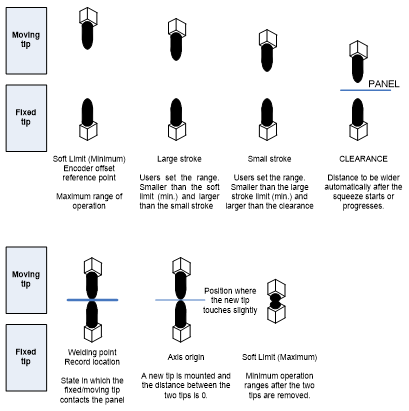 Moving
tip
PANEL
Fixed
tip
Soft Limit (Minimum)
Encoder offset
reference point
Maximum range of
operation
Large stroke
Users set the range.
Smaller than the soft
limit (min.) and larger
than the small stroke
Small stroke
Users set the range.
Smaller than the large
stroke limit (min.) and
larger than the clearance
CLEARANCE
Distance to be wider
automatically after the
squeeze starts or
progresses.
Moving
tip
Position where
the new tip
touches slightly
Fixed
tip
Welding point
Record location
State in which the
fixed/moving tip
contacts the panel
Axis origin
A new tip is mounted and
the distance between the
two tips is 0.
Soft Limit (Maximum)
Minimum operation
ranges after the two
tips are removed.